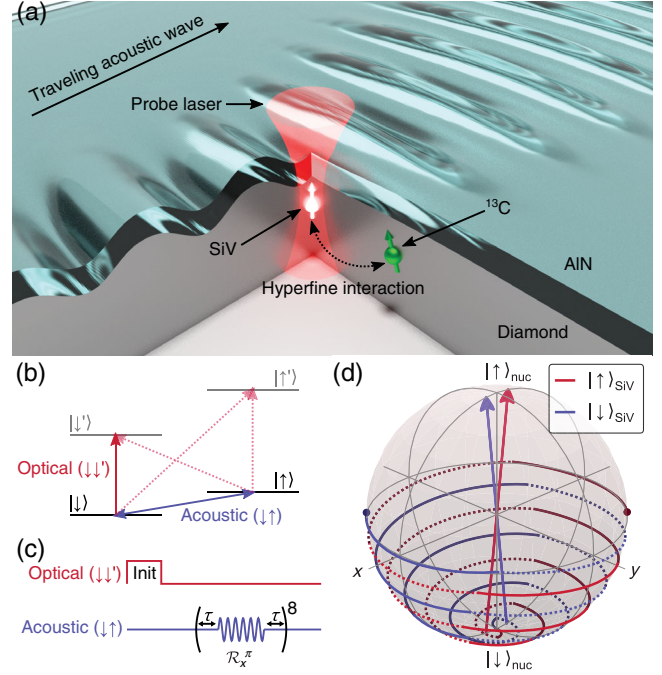 (a)
Traveling acoustic wave
Probe laser
SiV
¹³C
Hyperfine interaction
AlN
Diamond
(b)
|↑'⟩
|↓'⟩
Optical (↓↓')
|↓⟩
|↑⟩
Acoustic (↓↑)
(c)
Optical (↓↓') Init
Acoustic (↓↑) (τ τ)⁸
ℛₓ^π
(d)
|↑⟩nuc
|↑⟩SiV
|↓⟩SiV
x
y
|↓⟩nuc